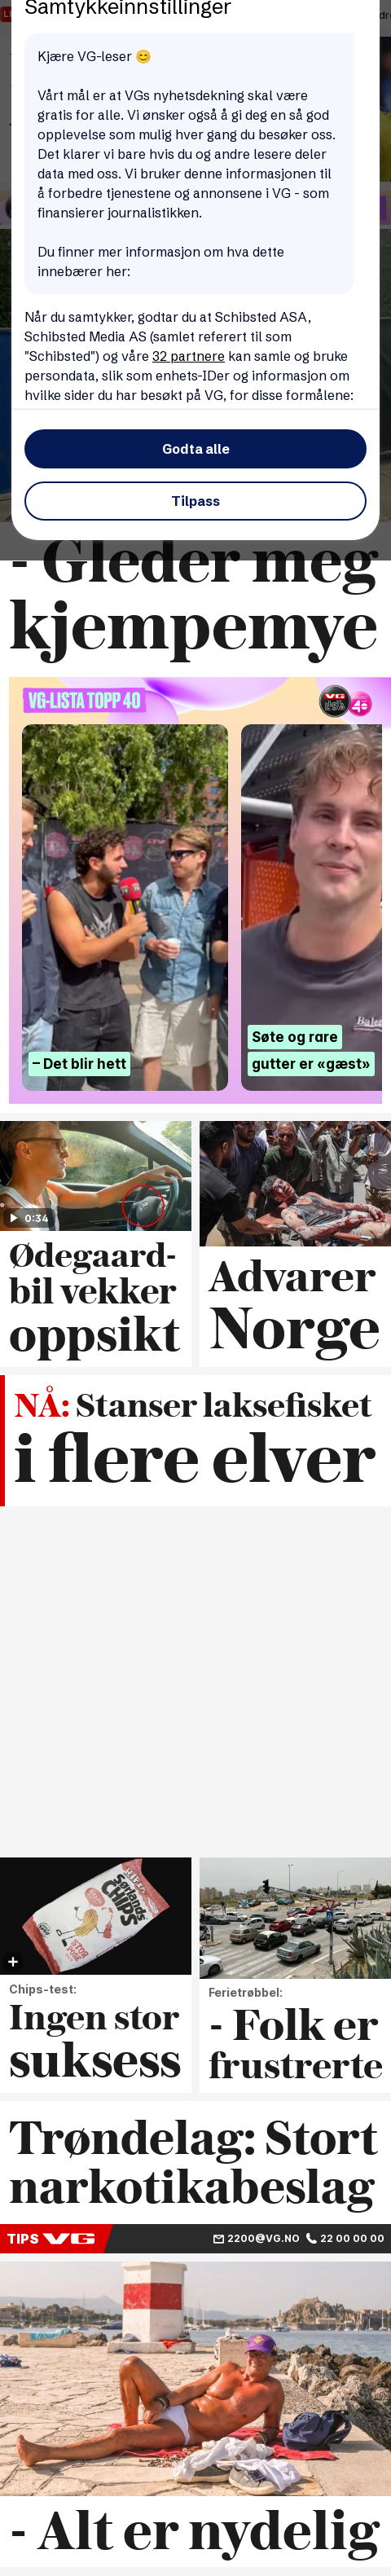 Samtykkeinnstillinger
Kjære VG-leser 😊
Vårt mål er at VGs nyhetsdekning skal være
gratis for alle. Vi ønsker også å gi deg en så god
opplevelse som mulig hver gang du besøker oss.
Det klarer vi bare hvis du og andre lesere deler
data med oss. Vi bruker denne informasjonen til
å forbedre tjenestene og annonsene i VG - som
finansierer journalistikken.
Du finner mer informasjon om hva dette
innebærer her:
Når du samtykker, godtar du at Schibsted ASA,
Schibsted Media AS (samlet referert til som
"Schibsted") og våre 32 partnere kan samle og bruke
persondata, slik som enhets-IDer og informasjon om
hvilke sider du har besøkt på VG, for disse formålene:
Godta alle
Tilpass
- Gleder meg
kjempemye
VG-LISTA TOPP 40
– Det blir hett
Søte og rare
gutter er «gæst»
0:34
Ødegaard-
bil vekker
oppsikt
Advarer
Norge
NÅ: Stanser laksefisket
i flere elver
SØRLANDS
CHIPS
Chips-test:
Ingen stor
suksess
Ferietrøbbel:
- Folk er
frustrerte
Trøndelag: Stort
narkotikabeslag
TIPS VG 2200@VG.NO 22 00 00 00
- Alt er nydelig